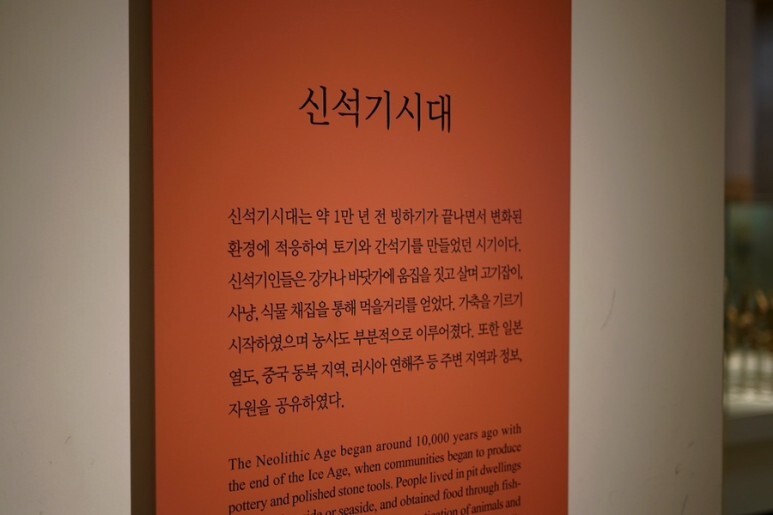 신석기시대
신석기시대는 약 1만 년 전 빙하기가 끝나면서 변화된
환경에 적응하여 토기와 간석기를 만들었던 시기이다.
신석기인들은 강가나 바닷가에 움집을 짓고 살며 고기잡이,
사냥, 식물 채집을 통해 먹을거리를 얻었다. 가축을 기르기
시작하였으며 농사도 부분적으로 이루어졌다. 또한 일본
열도, 중국 동북 지역, 러시아 연해주 등 주변 지역과 정보,
자원을 공유하였다.
The Neolithic Age began around 10,000 years ago with
the end of the Ice Age, when communities began to produce
pottery and polished stone tools. People lived in pit dwellings
or seaside, and obtained food through fish-
of animals and